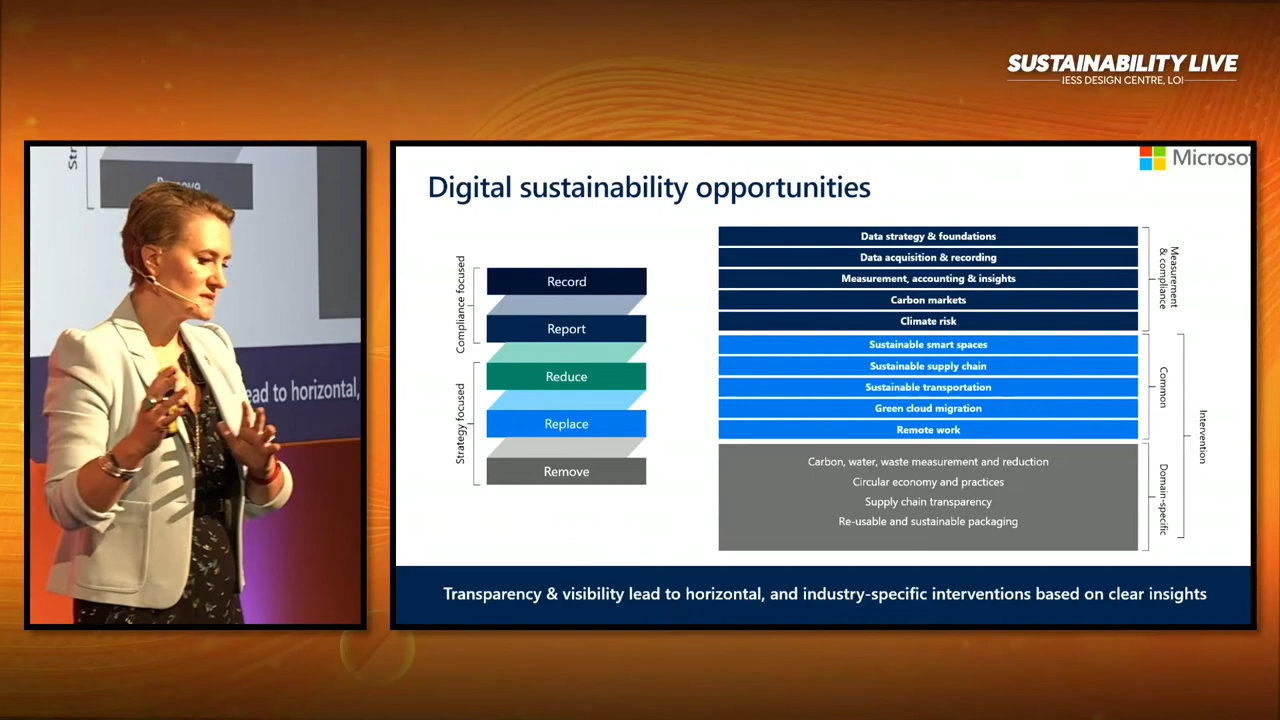 SUSTAINABILITY LIVE
IESS DESIGN CENTRE, LO
Microso
Digital sustainability opportunities
Compliance focused
Strategy focused
Record
Report
Reduce
Replace
Remove
Data strategy & foundations
Data acquisition & recording
Measurement, accounting & insights
Carbon markets
Climate risk
Sustainable smart spaces
Sustainable supply chain
Sustainable transportation
Green cloud migration
Remote work
Carbon, water, waste measurement and reduction
Circular economy and practices
Supply chain transparency
Re-usable and sustainable packaging
Measurement
& compliance
Common
Domain-specific
Intervention
Transparency & visibility lead to horizontal, and industry-specific interventions based on clear insights
Str
ead to horizontal,